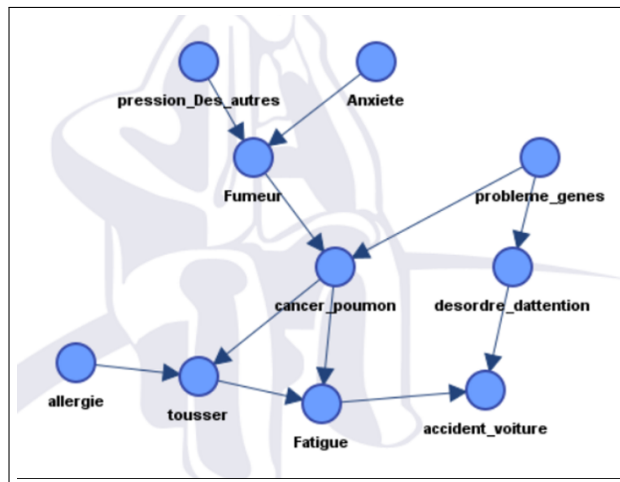 pression_Des_autres
Anxiete
Fumeur
probleme_genes
cancer_poumon
desordre_dattention
allergie
tousser
Fatigue
accident_voiture